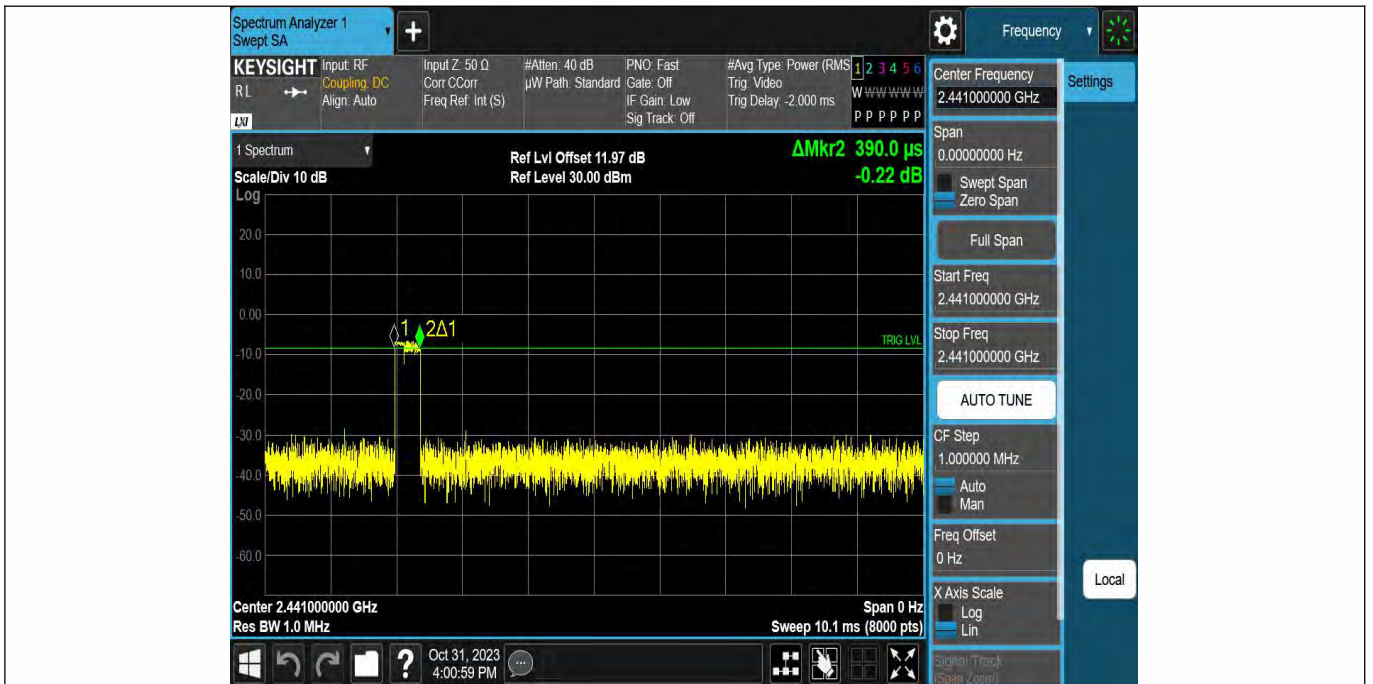 Spectrum Analyzer 1
Swept SA
+
Frequency
KEYSIGHT
RL
LXI
Input: RF
Coupling: DC
Align: Auto
Input Z: 50 Ω
Corr CCorr
Freq Ref: Int (S)
#Atten: 40 dB
µW Path: Standard
PNO: Fast
Gate: Off
IF Gain: Low
Sig Track: Off
#Avg Type: Power (RMS
Trig: Video
Trig Delay: -2.000 ms
1 2 3 4 5 6
W W W W W W
P P P P P P
Center Frequency
2.441000000 GHz
Settings
1 Spectrum
Scale/Div 10 dB
Ref Lvl Offset 11.97 dB
Ref Level 30.00 dBm
ΔMkr2 390.0 µs
-0.22 dB
Span
0.00000000 Hz
Swept Span
Zero Span
Full Span
Log
20.0
10.0
0.00
-10.0
-20.0
-30.0
-40.0
-50.0
-60.0
1
2Δ1
TRIG LVL
Start Freq
2.441000000 GHz
Stop Freq
2.441000000 GHz
AUTO TUNE
CF Step
1.000000 MHz
Auto
Man
Freq Offset
0 Hz
Local
X Axis Scale
Log
Lin
Signal Track
(Span Zoom)
Center 2.441000000 GHz
Res BW 1.0 MHz
Span 0 Hz
Sweep 10.1 ms (8000 pts)
?
Oct 31, 2023
4:00:59 PM